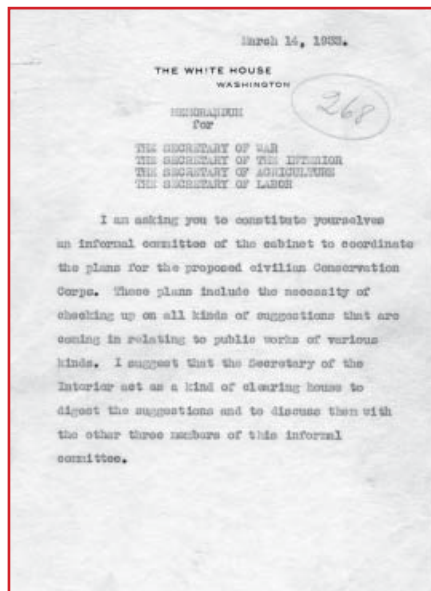 March 14, 1933.
THE WHITE HOUSE
WASHINGTON
268
MEMORANDUM
for
THE SECRETARY OF WAR
THE SECRETARY OF THE INTERIOR
THE SECRETARY OF AGRICULTURE
THE SECRETARY OF LABOR
I am asking you to constitute yourselves
an informal committee of the cabinet to coordinate
the plans for the proposed civilian Conservation
Corps. These plans include the necessity of
checking up on all kinds of suggestions that are
coming in relating to public works of various
kinds. I suggest that the Secretary of the
Interior act as a kind of clearing house to
digest the suggestions and to discuss them with
the other three members of this informal
committee.